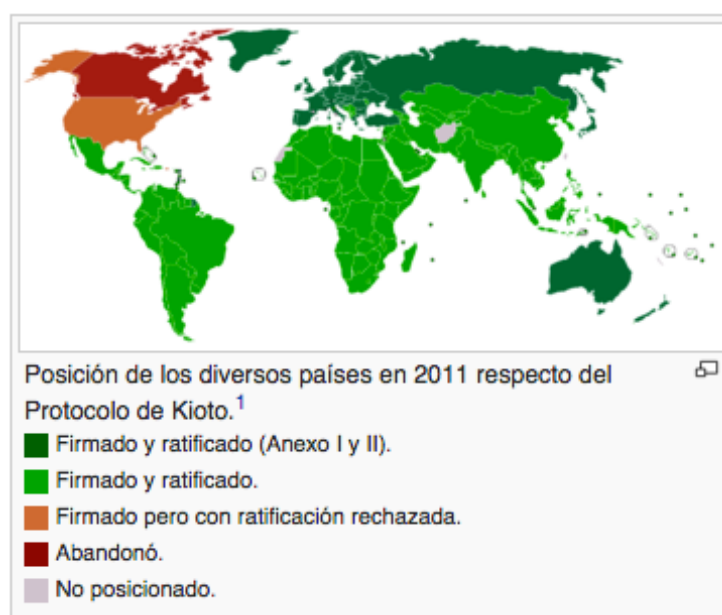 Posición de los diversos países en 2011 respecto del
Protocolo de Kioto.1
Firmado y ratificado (Anexo I y II).
Firmado y ratificado.
Firmado pero con ratificación rechazada.
Abandonó.
No posicionado.